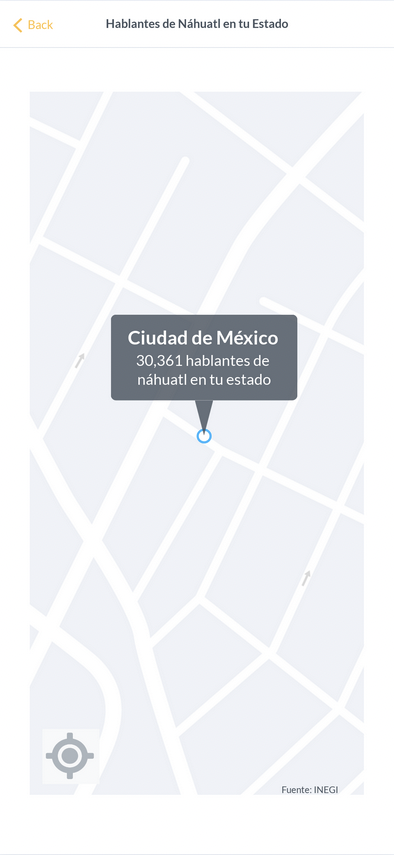 Back
Hablantes de Náhuatl en tu Estado
Ciudad de México
30,361 hablantes de
náhuatl en tu estado
Fuente: INEGI